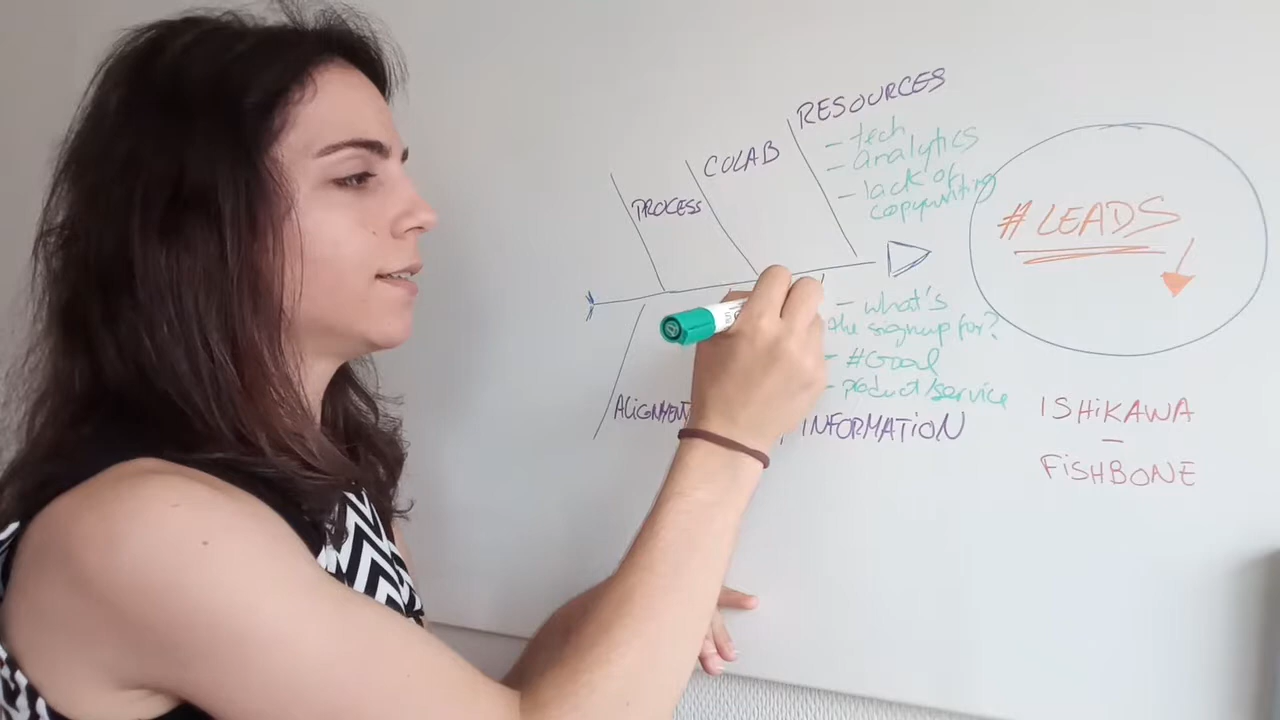 RESOURCES
- tech
- analytics
- lack of
copywriting
COLAB
PROCESS
#LEADS
- what's
the signup for?
- #Goal
- product/service
ALIGNMENT
INFORMATION
ISHIKAWA
-
FISHBONE